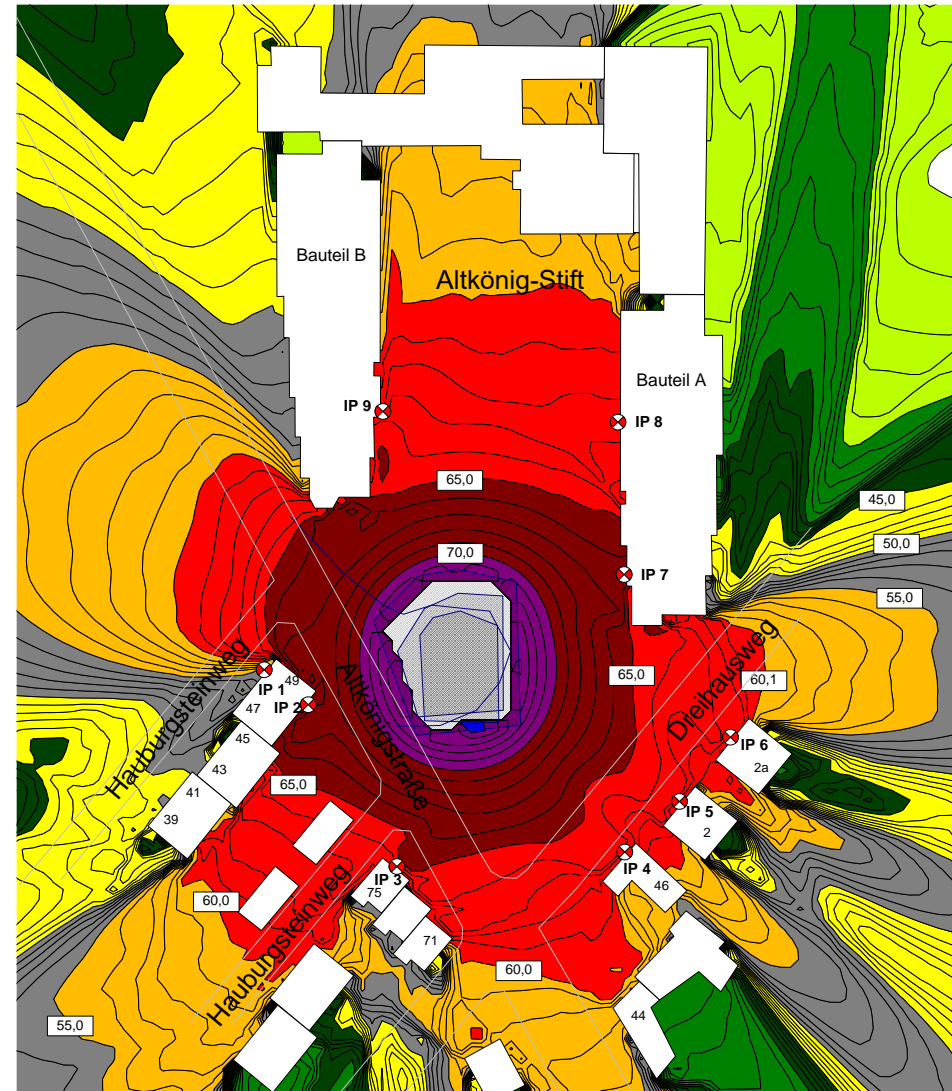 Bauteil B
Altkönig-Stift
Bauteil A
IP 9
IP 8
65,0
45,0
50,0
70,0
IP 7
55,0
65,0
60,1
Dreihausweg
Hauburgsteinweg
IP 1
49
47
IP 2
Altkönigstraße
45
43
41
39
65,0
IP 6
2a
IP 5
2
IP 4
46
IP 3
75
71
60,0
Hauburgsteinweg
60,0
55,0
44